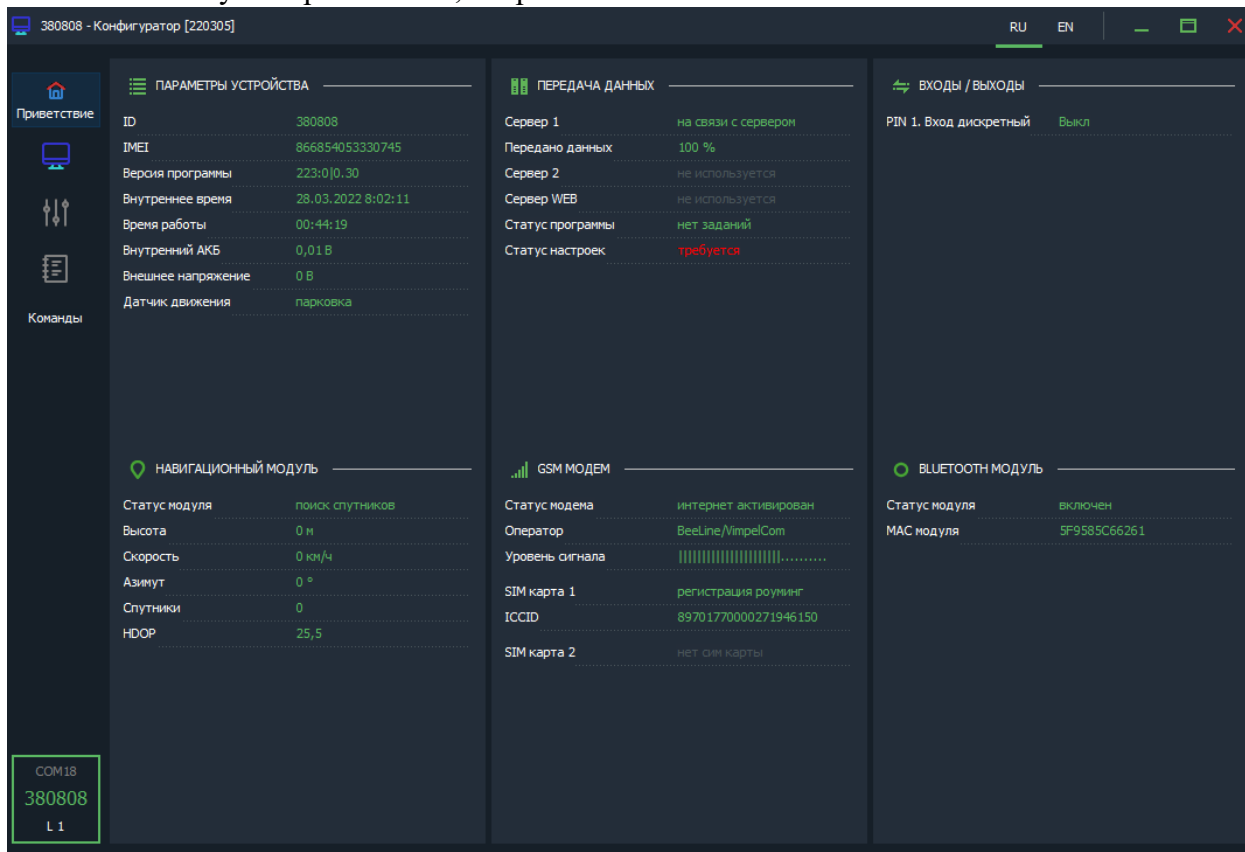 380808 - Конфигуратор [220305]
RU EN
Приветствие
Команды
COM18
380808
L 1
ПАРАМЕТРЫ УСТРОЙСТВА
ID 380808
IMEI 866854053330745
Версия программы 223:0|0.30
Внутреннее время 28.03.2022 8:02:11
Время работы 00:44:19
Внутренний АКБ 0,01 В
Внешнее напряжение 0 В
Датчик движения парковка
ПЕРЕДАЧА ДАННЫХ
Сервер 1 на связи с сервером
Передано данных 100 %
Сервер 2 не используется
Сервер WEB не используется
Статус программы нет заданий
Статус настроек требуется
ВХОДЫ / ВЫХОДЫ
PIN 1. Вход дискретный Выкл
НАВИГАЦИОННЫЙ МОДУЛЬ
Статус модуля поиск спутников
Высота 0 м
Скорость 0 км/ч
Азимут 0 °
Спутники 0
HDOP 25,5
GSM МОДЕМ
Статус модема интернет активирован
Оператор BeeLine/VimpelCom
Уровень сигнала
SIM карта 1 регистрация роуминг
ICCID 89701770000271946150
SIM карта 2 нет сим карты
BLUETOOTH МОДУЛЬ
Статус модуля включен
MAC модуля 5F9585C66261